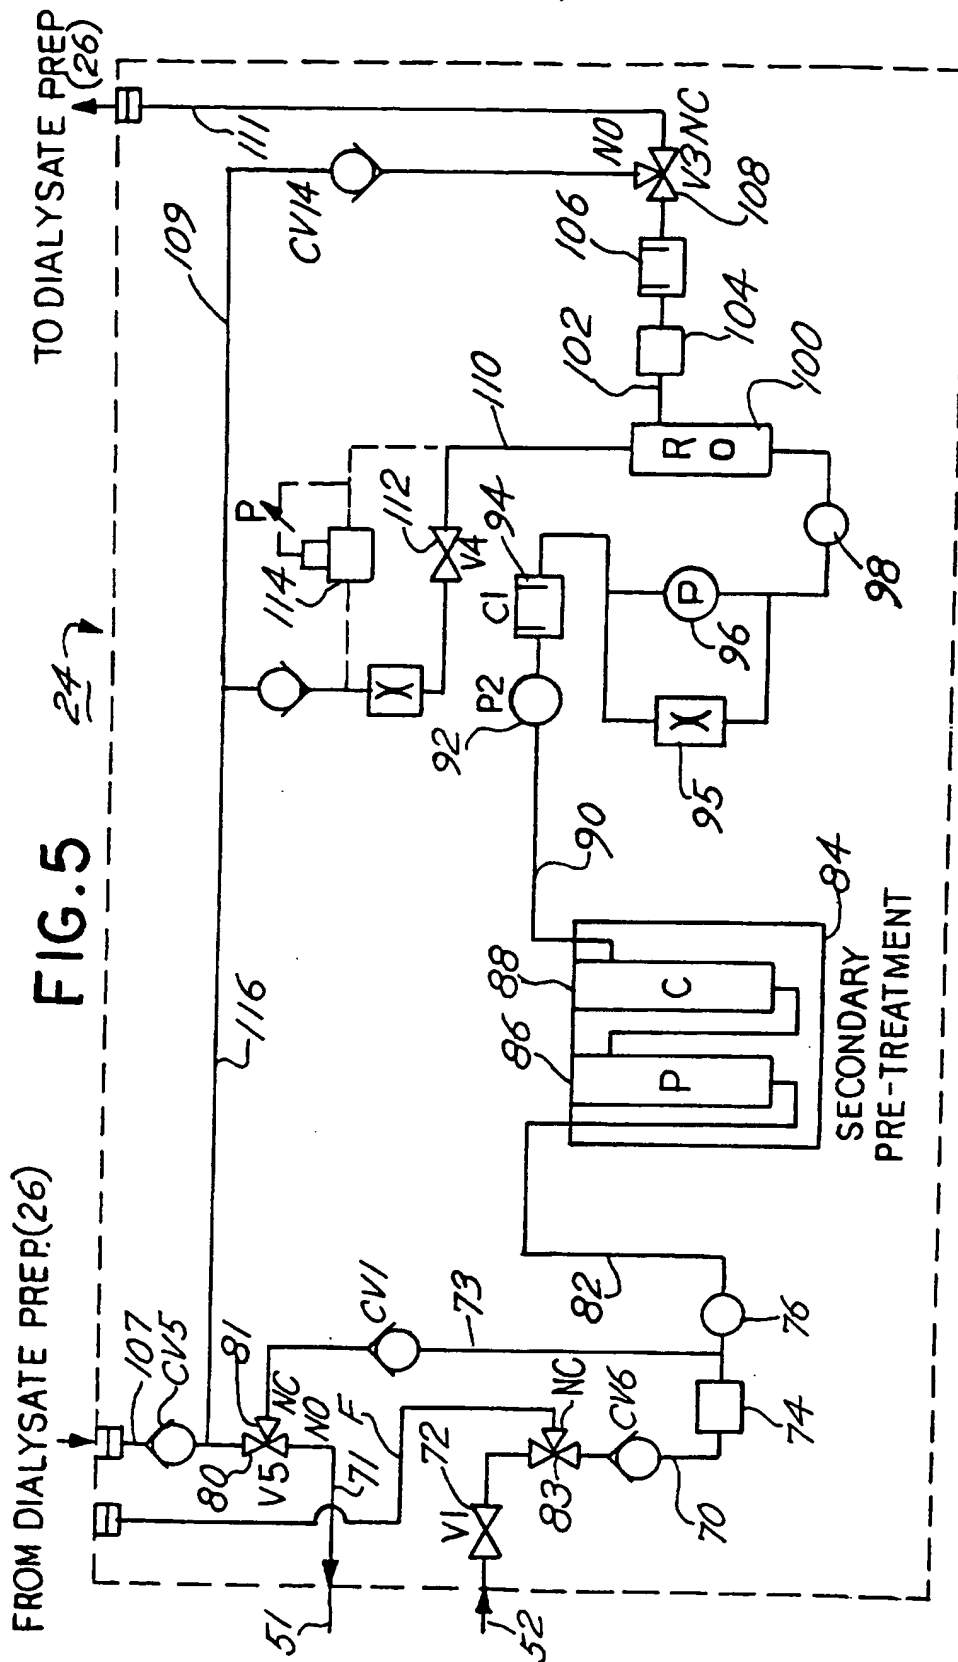 FIG.5
24
FROM DIALYSATE PREP.(26)
TO DIALYSATE PREP
(26)
107
CV5
81
80
V5
NC
NO
71
51
F
116
109
111
CV14
NO
NC
V3
108
106
104
102
100
RO
110
P
114
112
V4
94
C1
P2
92
P
96
95
98
90
88
86
C
P
84
SECONDARY
PRE-TREATMENT
CV1
73
82
76
74
72
V1
NC
83
CV6
70
52